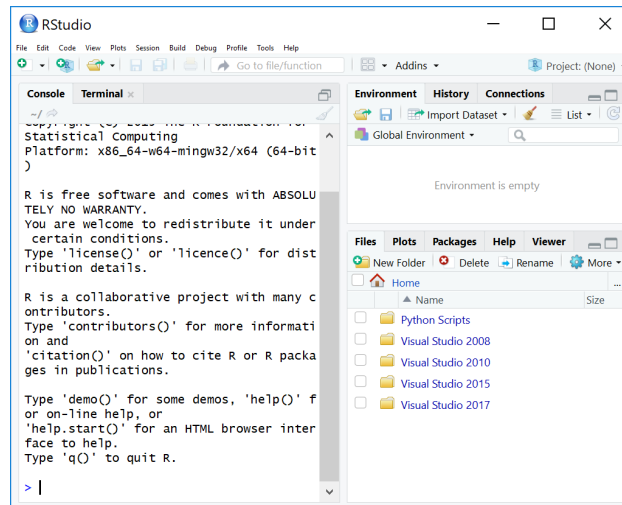 RStudio
File Edit Code View Plots Session Build Debug Profile Tools Help
Go to file/function
Addins
Project: (None)
Console Terminal
~/
Statistical Computing
Platform: x86_64-w64-mingw32/x64 (64-bit
)
R is free software and comes with ABSOLU
TELY NO WARRANTY.
You are welcome to redistribute it under
certain conditions.
Type 'license()' or 'licence()' for dist
ribution details.
R is a collaborative project with many c
ontributors.
Type 'contributors()' for more informati
on and
'citation()' on how to cite R or R packa
ges in publications.
Type 'demo()' for some demos, 'help()' f
or on-line help, or
'help.start()' for an HTML browser inter
face to help.
Type 'q()' to quit R.
>
Environment History Connections
Import Dataset
List
Global Environment
Environment is empty
Files Plots Packages Help Viewer
New Folder Delete Rename More
Home
...
Name Size
Python Scripts
Visual Studio 2008
Visual Studio 2010
Visual Studio 2015
Visual Studio 2017